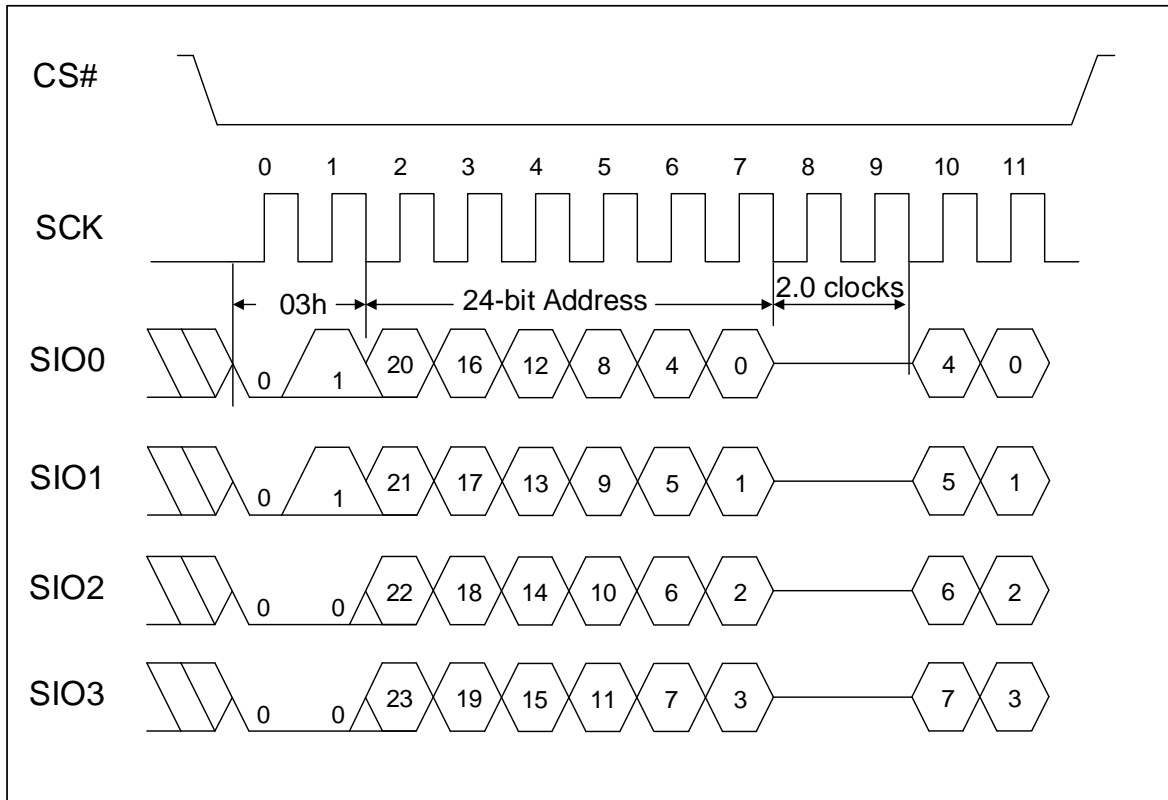 CS#
0 1 2 3 4 5 6 7 8 9 10 11
SCK
03h 24-bit Address 2.0 clocks
SIO0 0 1 20 16 12 8 4 0 4 0
SIO1 0 1 21 17 13 9 5 1 5 1
SIO2 0 0 22 18 14 10 6 2 6 2
SIO3 0 0 23 19 15 11 7 3 7 3